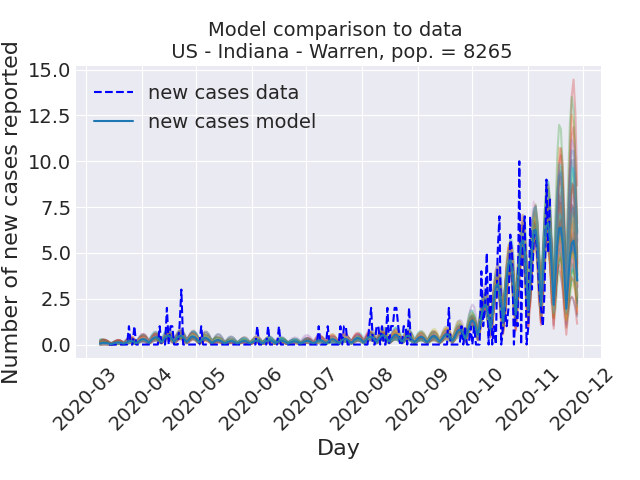 Model comparison to data
US - Indiana - Warren, pop. = 8265
Number of new cases reported
15.0
12.5
10.0
7.5
5.0
2.5
0.0
new cases data
new cases model
2020-03
2020-04
2020-05
2020-06
2020-07
2020-08
2020-09
2020-10
2020-11
2020-12
Day